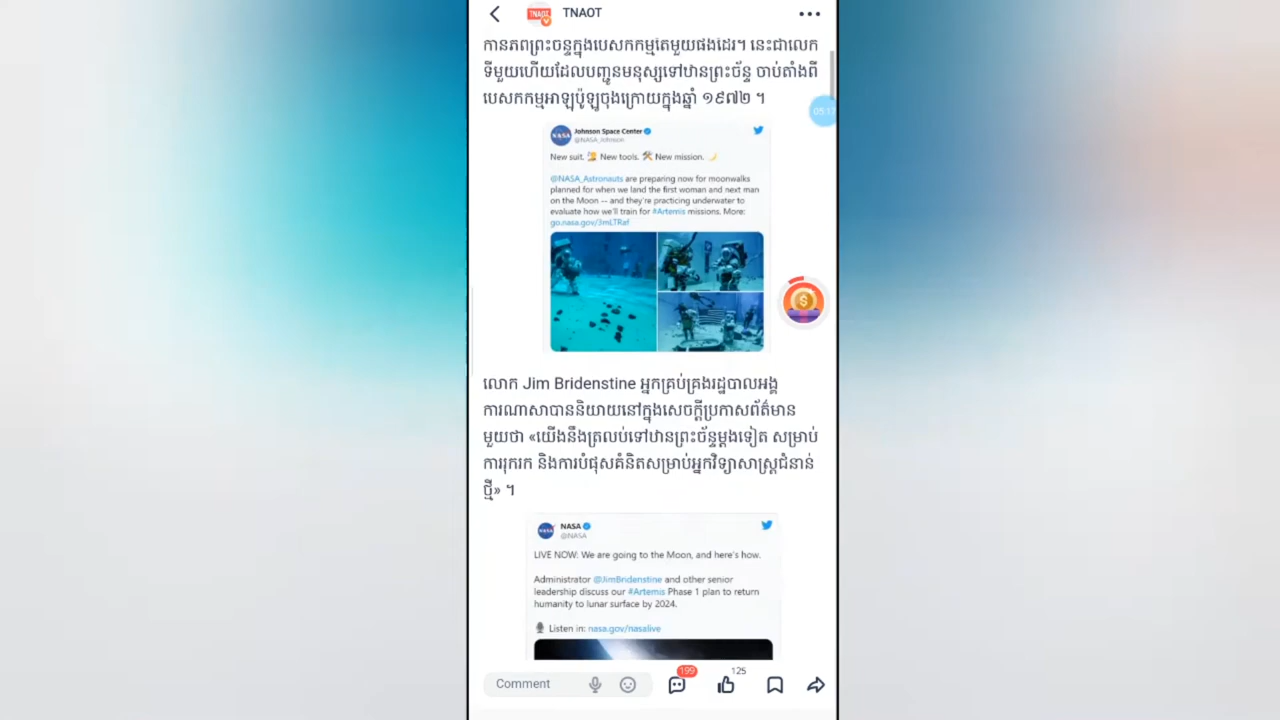 TNAOT
កានតពព្រះចន្ទក្នុងបេសកកម្មតែមួយផងដែរ។ នេះជាលើក
ទីមួយហើយដែលបញ្ជូនមនុស្សទៅឋានព្រះច័ន្ទ ចាប់តាំងពី
បេសកកម្មអាឡូប៉ូឡូចុងក្រោយក្នុងឆ្នាំ ១៩៧២ ។
05:17
Johnson Space Center
@NASA_Johnson
New suit. New tools. New mission.
@NASA_Astronauts are preparing now for moonwalks
planned for when we land the first woman and next man
on the Moon -- and they're practicing underwater to
evaluate how we'll train for #Artemis missions. More:
go.nasa.gov/JmLTRaf
លោក Jim Bridenstine អ្នកគ្រប់គ្រងរដ្ឋបាលអង្គ
ការណាសាបាននិយាយនៅក្នុងសេចក្តីប្រកាសព័ត៌មាន
មួយថា «យើងនឹងត្រលប់ទៅឋានព្រះច័ន្ទម្តងទៀត សម្រាប់
ការរុករក និងការបំផុសគំនិតសម្រាប់អ្នកវិទ្យាសាស្ត្រជំនាន់
ថ្មី» ។
NASA
@NASA
LIVE NOW: We are going to the Moon, and here's how.
Administrator @JimBridenstine and other senior
leadership discuss our #Artemis Phase 1 plan to return
humanity to lunar surface by 2024.
Listen in: nasa.gov/nasalive
Comment
199
125